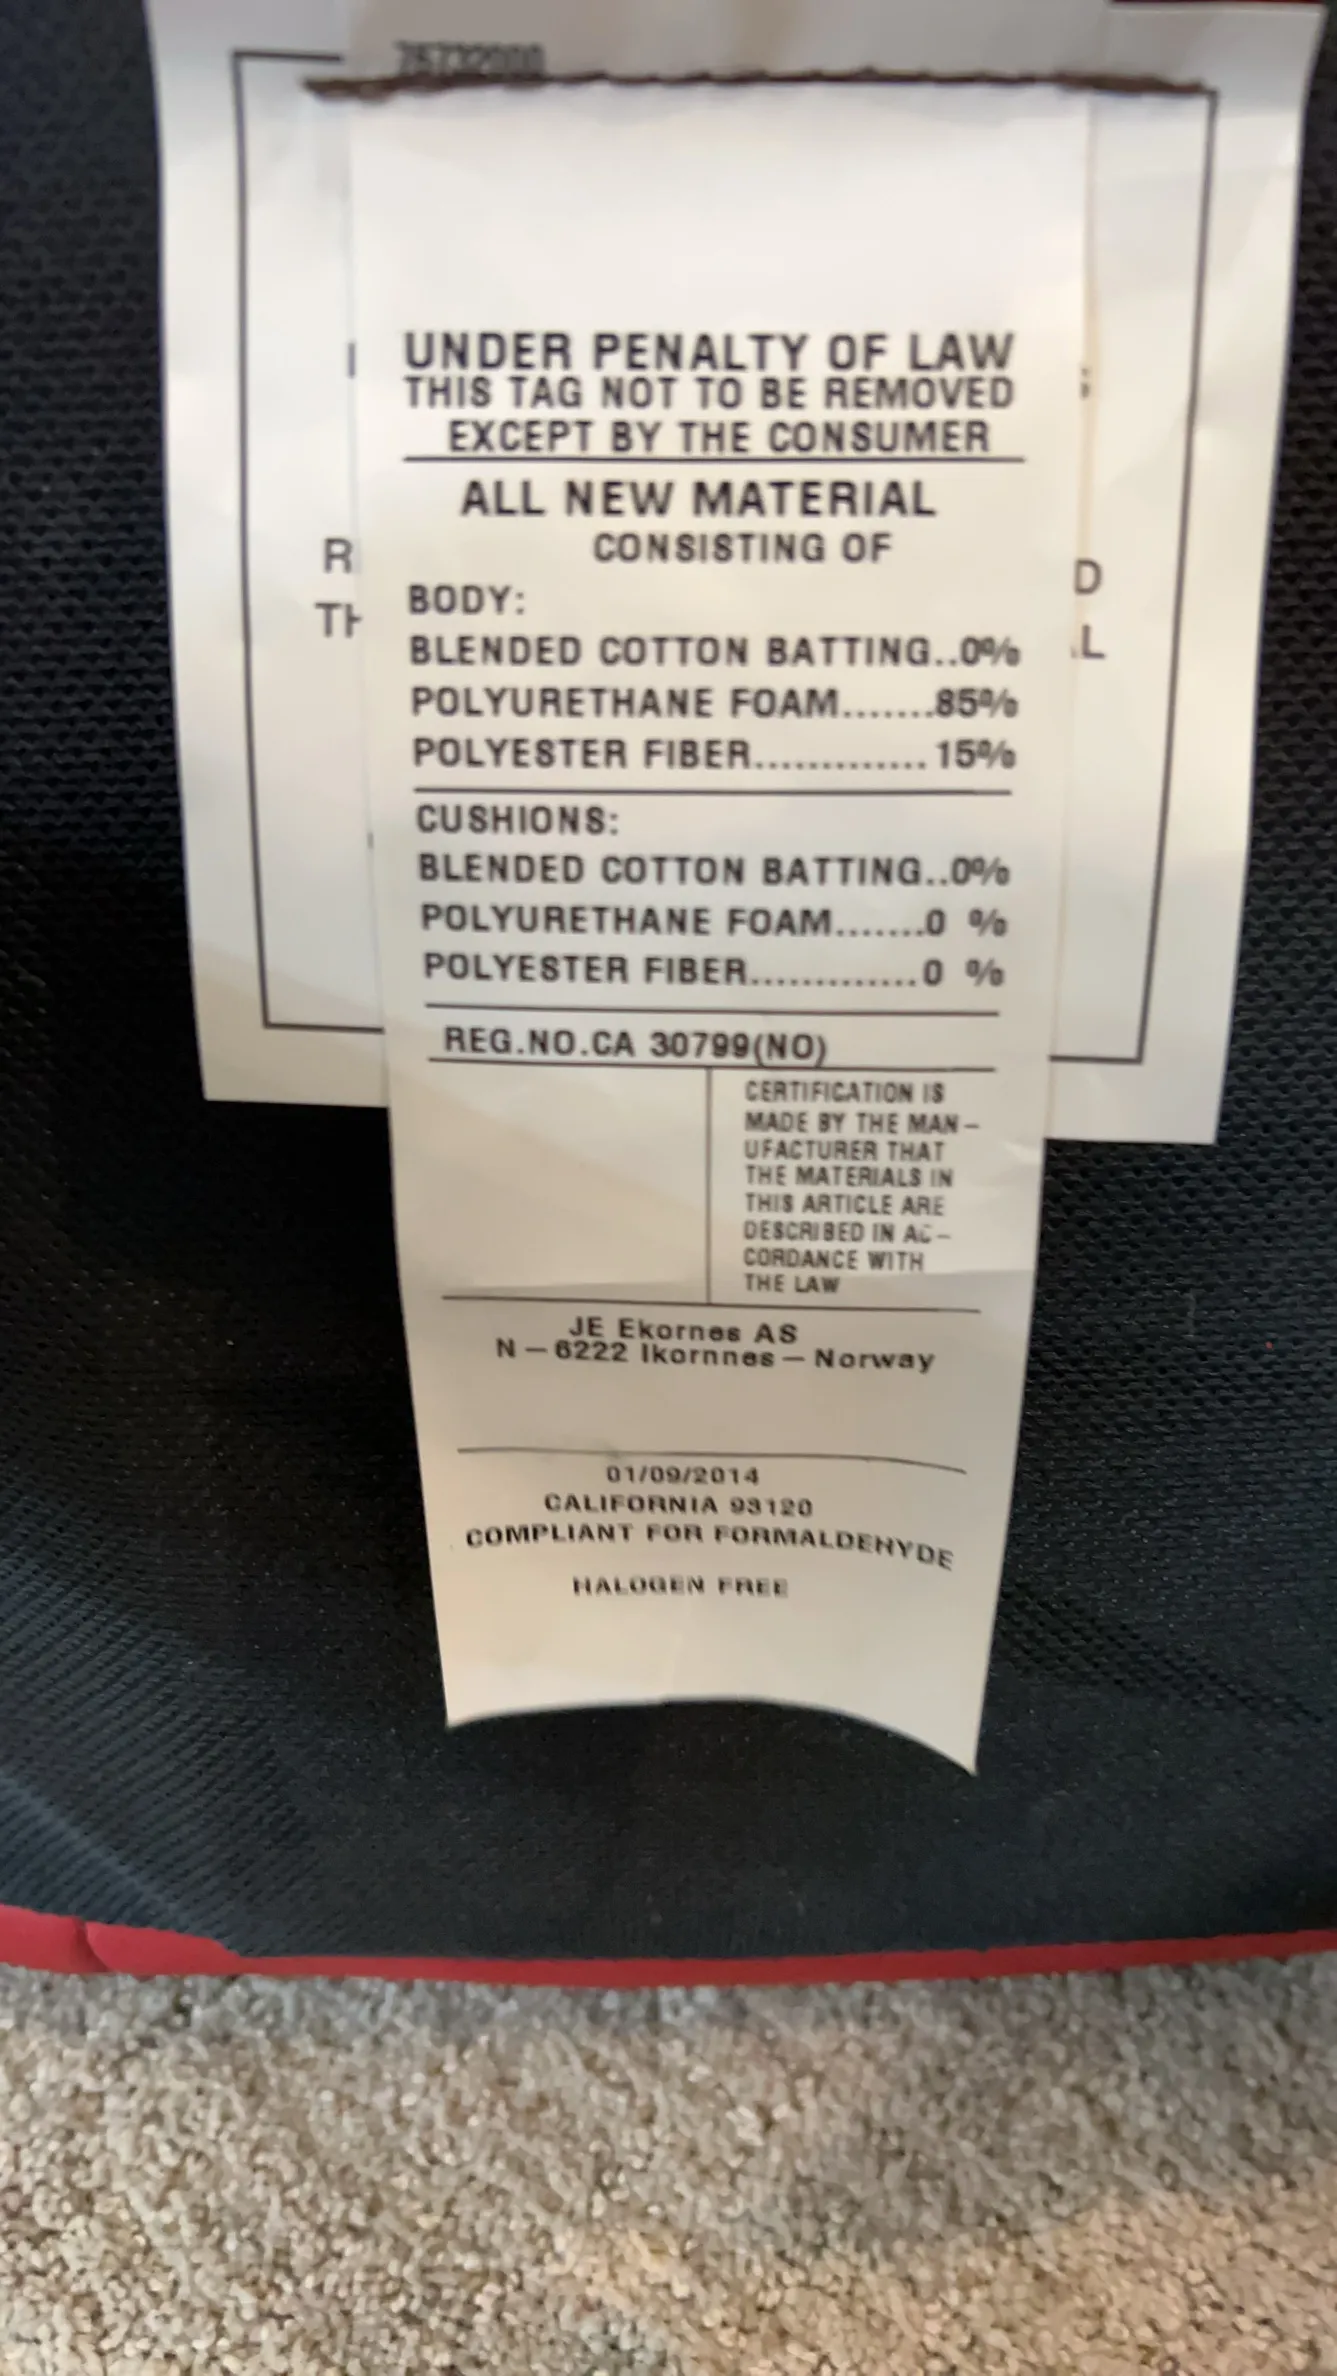 UNDER PENALTY OF LAW
THIS TAG NOT TO BE REMOVED
EXCEPT BY THE CONSUMER
ALL NEW MATERIAL
CONSISTING OF
BODY:
BLENDED COTTON BATTING..0%
POLYURETHANE FOAM.......85%
POLYESTER FIBER.............15%
CUSHIONS:
BLENDED COTTON BATTING..0%
POLYURETHANE FOAM.......0 %
POLYESTER FIBER.............0 %
REG.NO.CA 30799(NO)
CERTIFICATION IS
MADE BY THE MAN-
UFACTURER THAT
THE MATERIALS IN
THIS ARTICLE ARE
DESCRIBED IN AC-
CORDANCE WITH
THE LAW
JE Ekornes AS
N-6222 Ikornnes-Norway
01/09/2014
CALIFORNIA 93120
COMPLIANT FOR FORMALDEHYDE
HALOGEN FREE